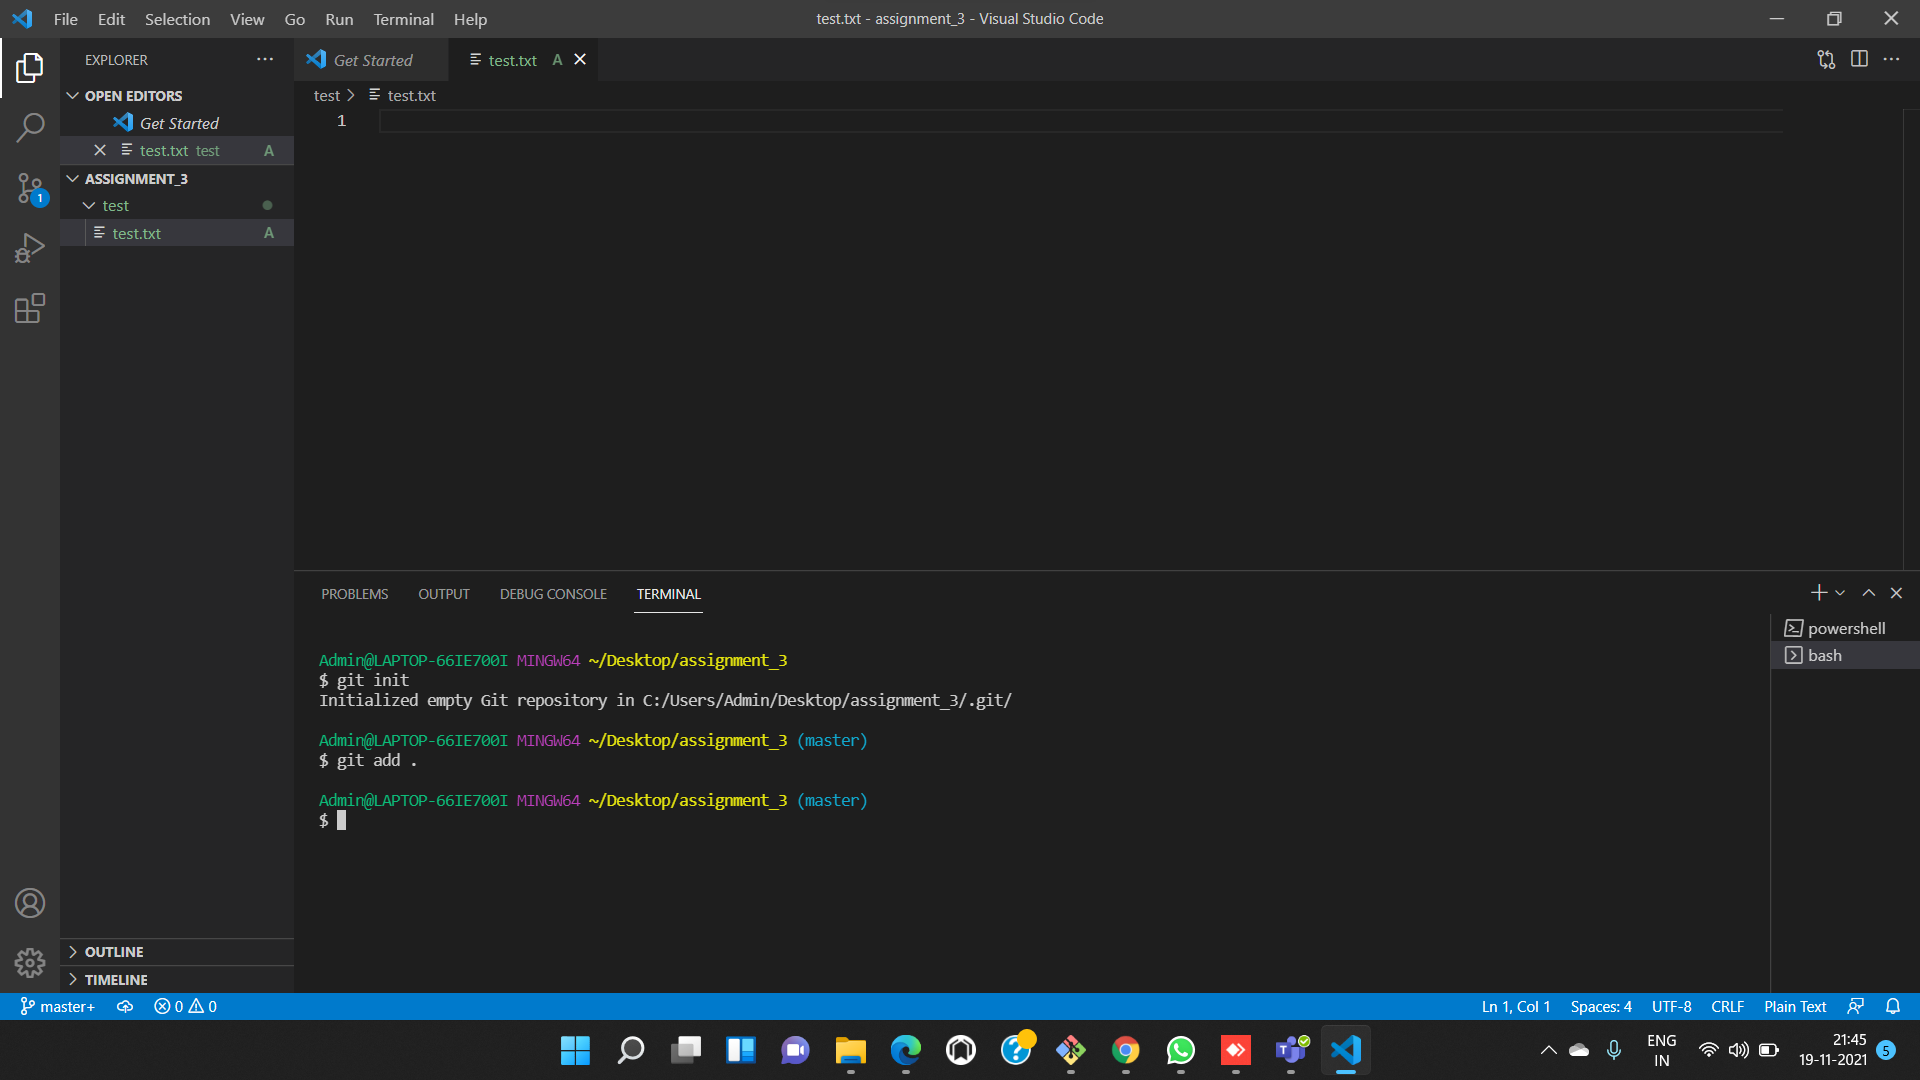 File Edit Selection View Go Run Terminal Help
test.txt - assignment_3 - Visual Studio Code
EXPLORER
OPEN EDITORS
Get Started
test.txt test A
ASSIGNMENT_3
test
test.txt A
OUTLINE
TIMELINE
1
Get Started
test.txt A
test > test.txt
1
PROBLEMS OUTPUT DEBUG CONSOLE TERMINAL
Admin@LAPTOP-66IE700I MINGW64 ~/Desktop/assignment_3
$ git init
Initialized empty Git repository in C:/Users/Admin/Desktop/assignment_3/.git/
Admin@LAPTOP-66IE700I MINGW64 ~/Desktop/assignment_3 (master)
$ git add .
Admin@LAPTOP-66IE700I MINGW64 ~/Desktop/assignment_3 (master)
$
powershell
bash
master+ 0 0
Ln 1, Col 1 Spaces: 4 UTF-8 CRLF Plain Text
ENG
IN
21:45
19-11-2021
5